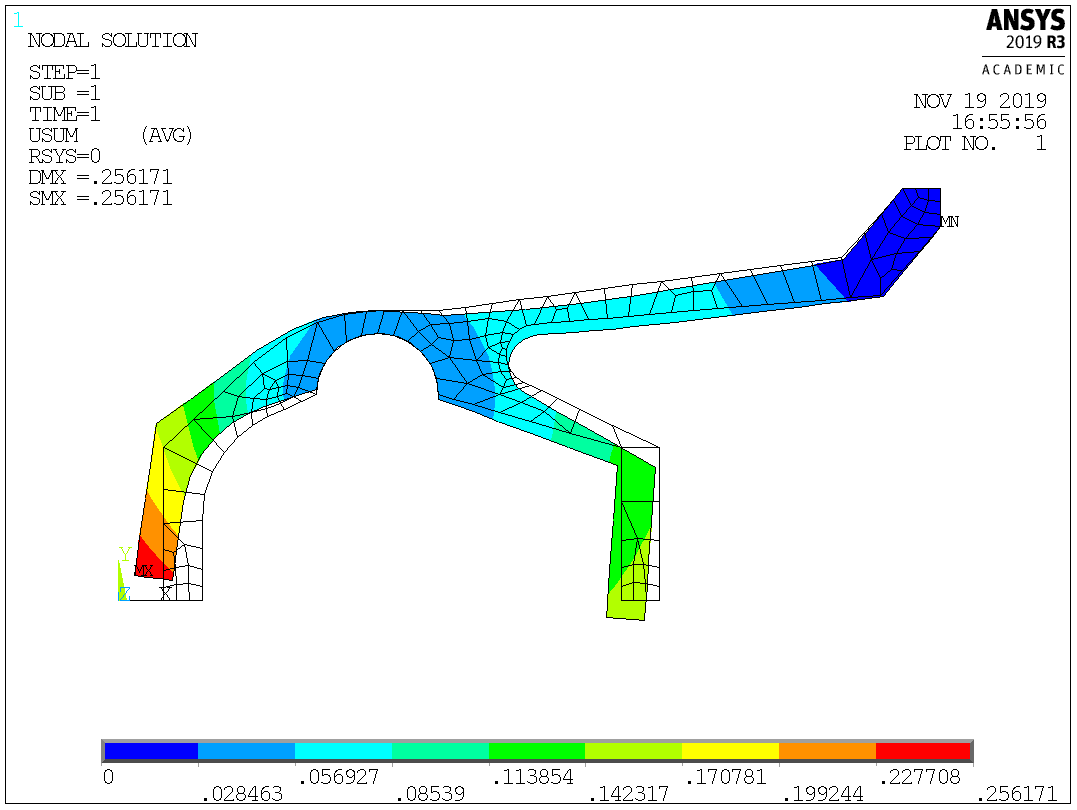 1
NODAL SOLUTION
STEP=1
SUB =1
TIME=1
USUM (AVG)
RSYS=0
DMX =.256171
SMX =.256171
ANSYS
2019 R3
ACADEMIC
NOV 19 2019
16:55:56
PLOT NO. 1
MN
MX
Y
Z X
0 .056927 .113854 .170781 .227708
.028463 .08539 .142317 .199244 .256171